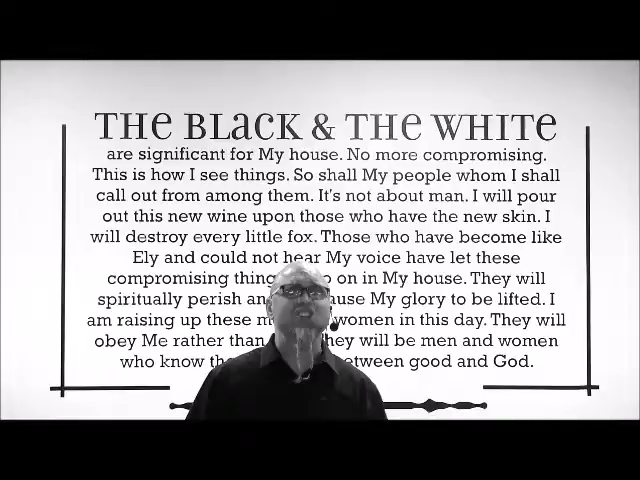 THE BLACK & THE WHITE
are significant for My house. No more compromising.
This is how I see things. So shall My people whom I shall
call out from among them. It's not about man. I will pour
out this new wine upon those who have the new skin. I
will destroy every little fox. Those who have become like
Ely and could not hear My voice have let these
compromising thing o on in My house. They will
spiritually perish an ause My glory to be lifted. I
am raising up these m women in this day. They will
obey Me rather than hey will be men and women
who know the etween good and God.